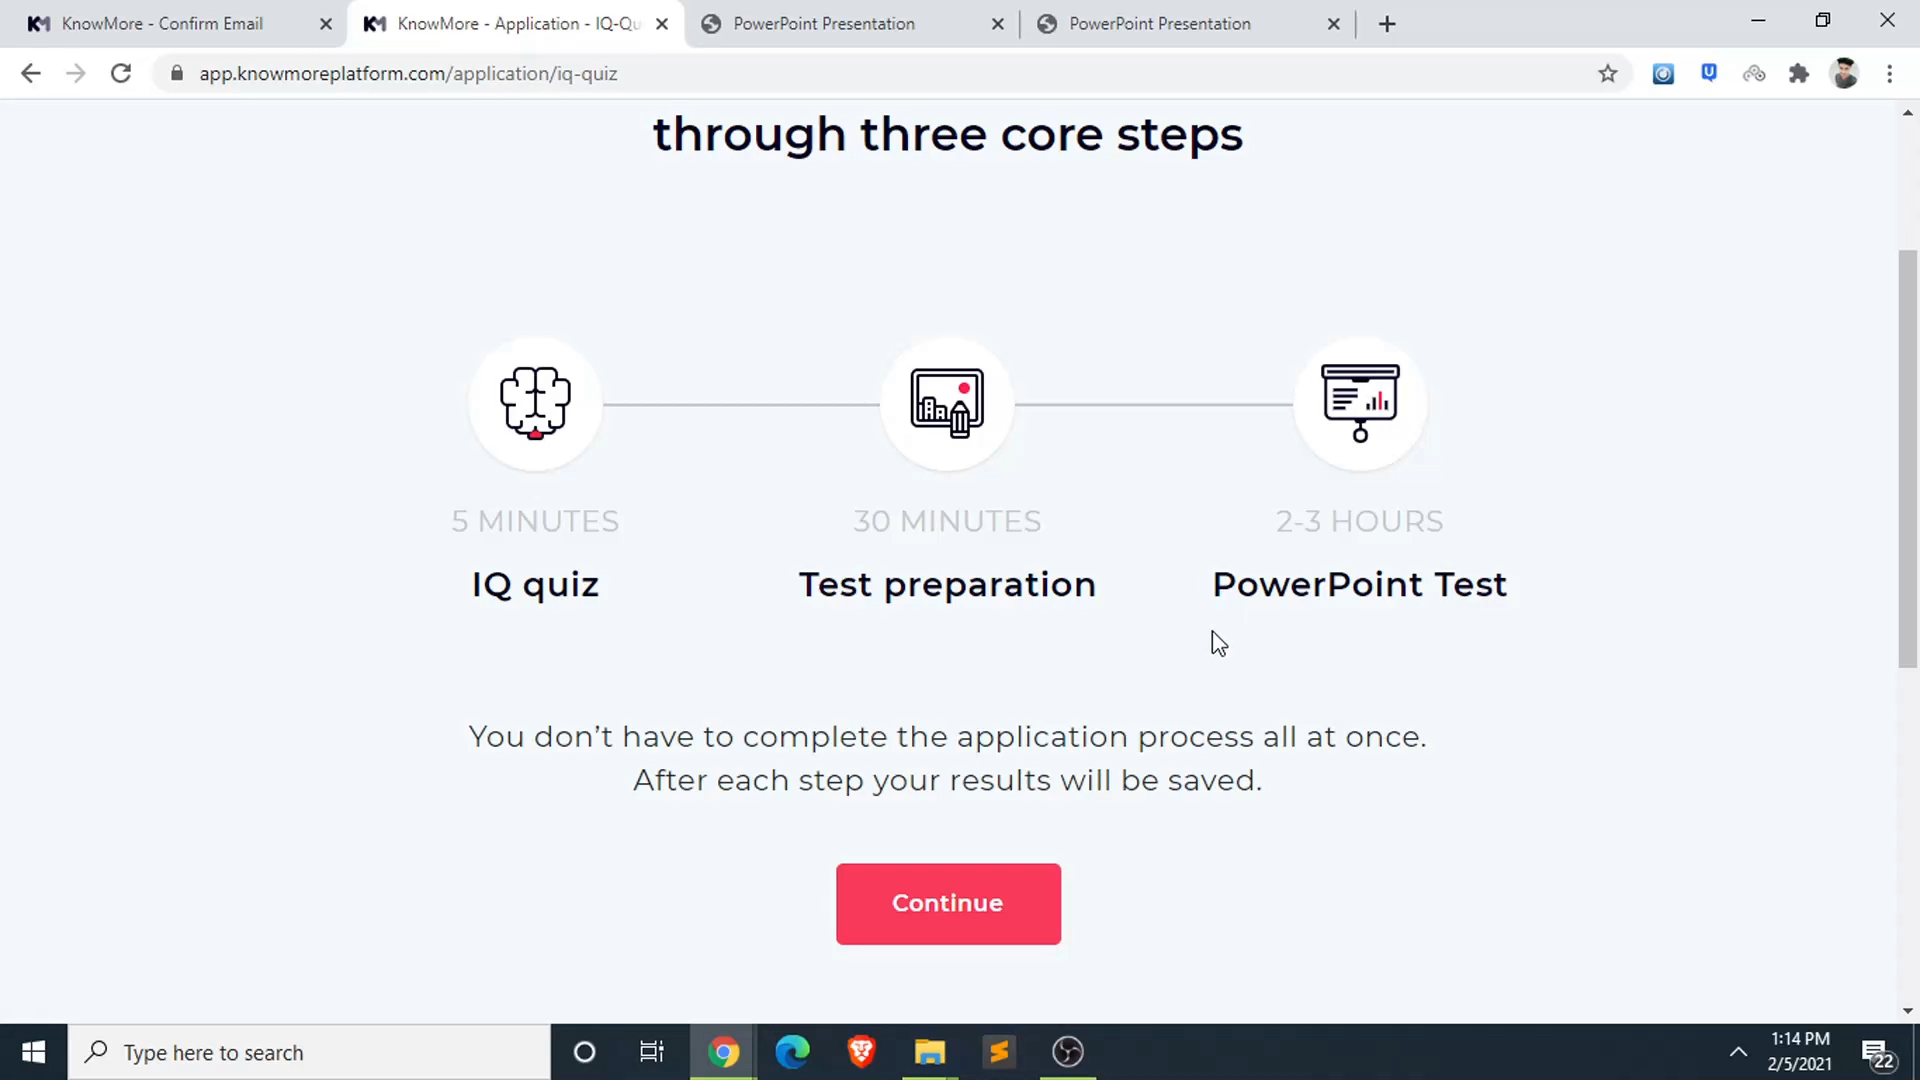 KM KnowMore - Confirm Email
KM KnowMore - Application - IQ-Qu
PowerPoint Presentation
PowerPoint Presentation
app.knowmoreplatform.com/application/iq-quiz
through three core steps
5 MINUTES
30 MINUTES
2-3 HOURS
IQ quiz
Test preparation
PowerPoint Test
You don’t have to complete the application process all at once.
After each step your results will be saved.
Continue
Type here to search
1:14 PM
2/5/2021
22